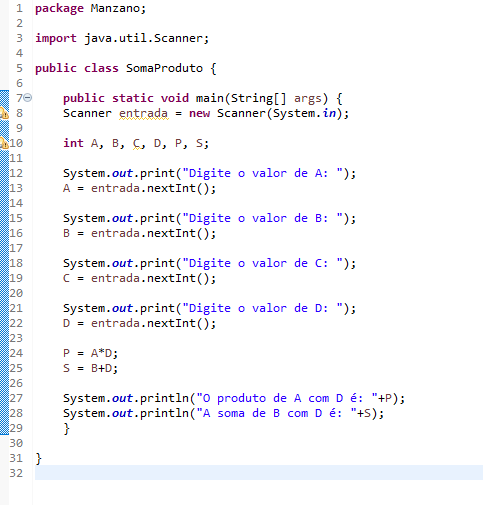 1 package Manzano;
2
3 import java.util.Scanner;
4
5 public class SomaProduto {
6
7 public static void main(String[] args) {
8 Scanner entrada = new Scanner(System.in);
9
10 int A, B, C, D, P, S;
11
12 System.out.print("Digite o valor de A: ");
13 A = entrada.nextInt();
14
15 System.out.print("Digite o valor de B: ");
16 B = entrada.nextInt();
17
18 System.out.print("Digite o valor de C: ");
19 C = entrada.nextInt();
20
21 System.out.print("Digite o valor de D: ");
22 D = entrada.nextInt();
23
24 P = A*D;
25 S = B+D;
26
27 System.out.println("O produto de A com D é: "+P);
28 System.out.println("A soma de B com D é: "+S);
29 }
30
31 }
32